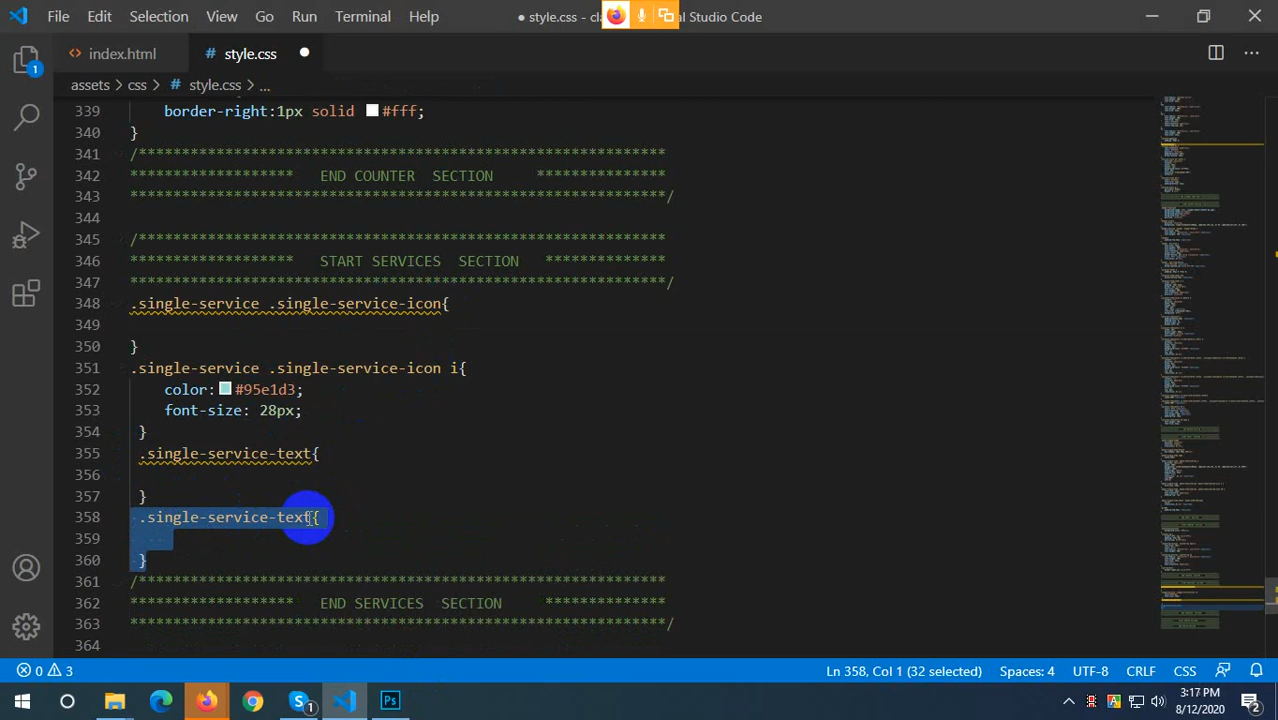 File Edit Selection View Go Run Terminal Help
● style.css - cla
al Studio Code
<> index.html # style.css ●
assets > css > # style.css > ...
339 border-right:1px solid #fff;
340 }
341 /**************************************************************
342 ******************* END COUNTER SECTION ***************
343 ***************************************************************/
344
345 /**************************************************************
346 ******************* START SERVICES SECTION **************
347 ***************************************************************/
348 .single-service .single-service-icon{
349
350 }
351 .single-service .single-service-icon i{
352 color: #95e1d3;
353 font-size: 28px;
354 }
355 .single-service-text{
356
357 }
358 .single-service-text{
359
360 }
361 /**************************************************************
362 ******************* END SERVICES SECTION **************
363 ***************************************************************/
364
0 3 Ln 358, Col 1 (32 selected) Spaces: 4 UTF-8 CRLF CSS
3:17 PM
8/12/2020